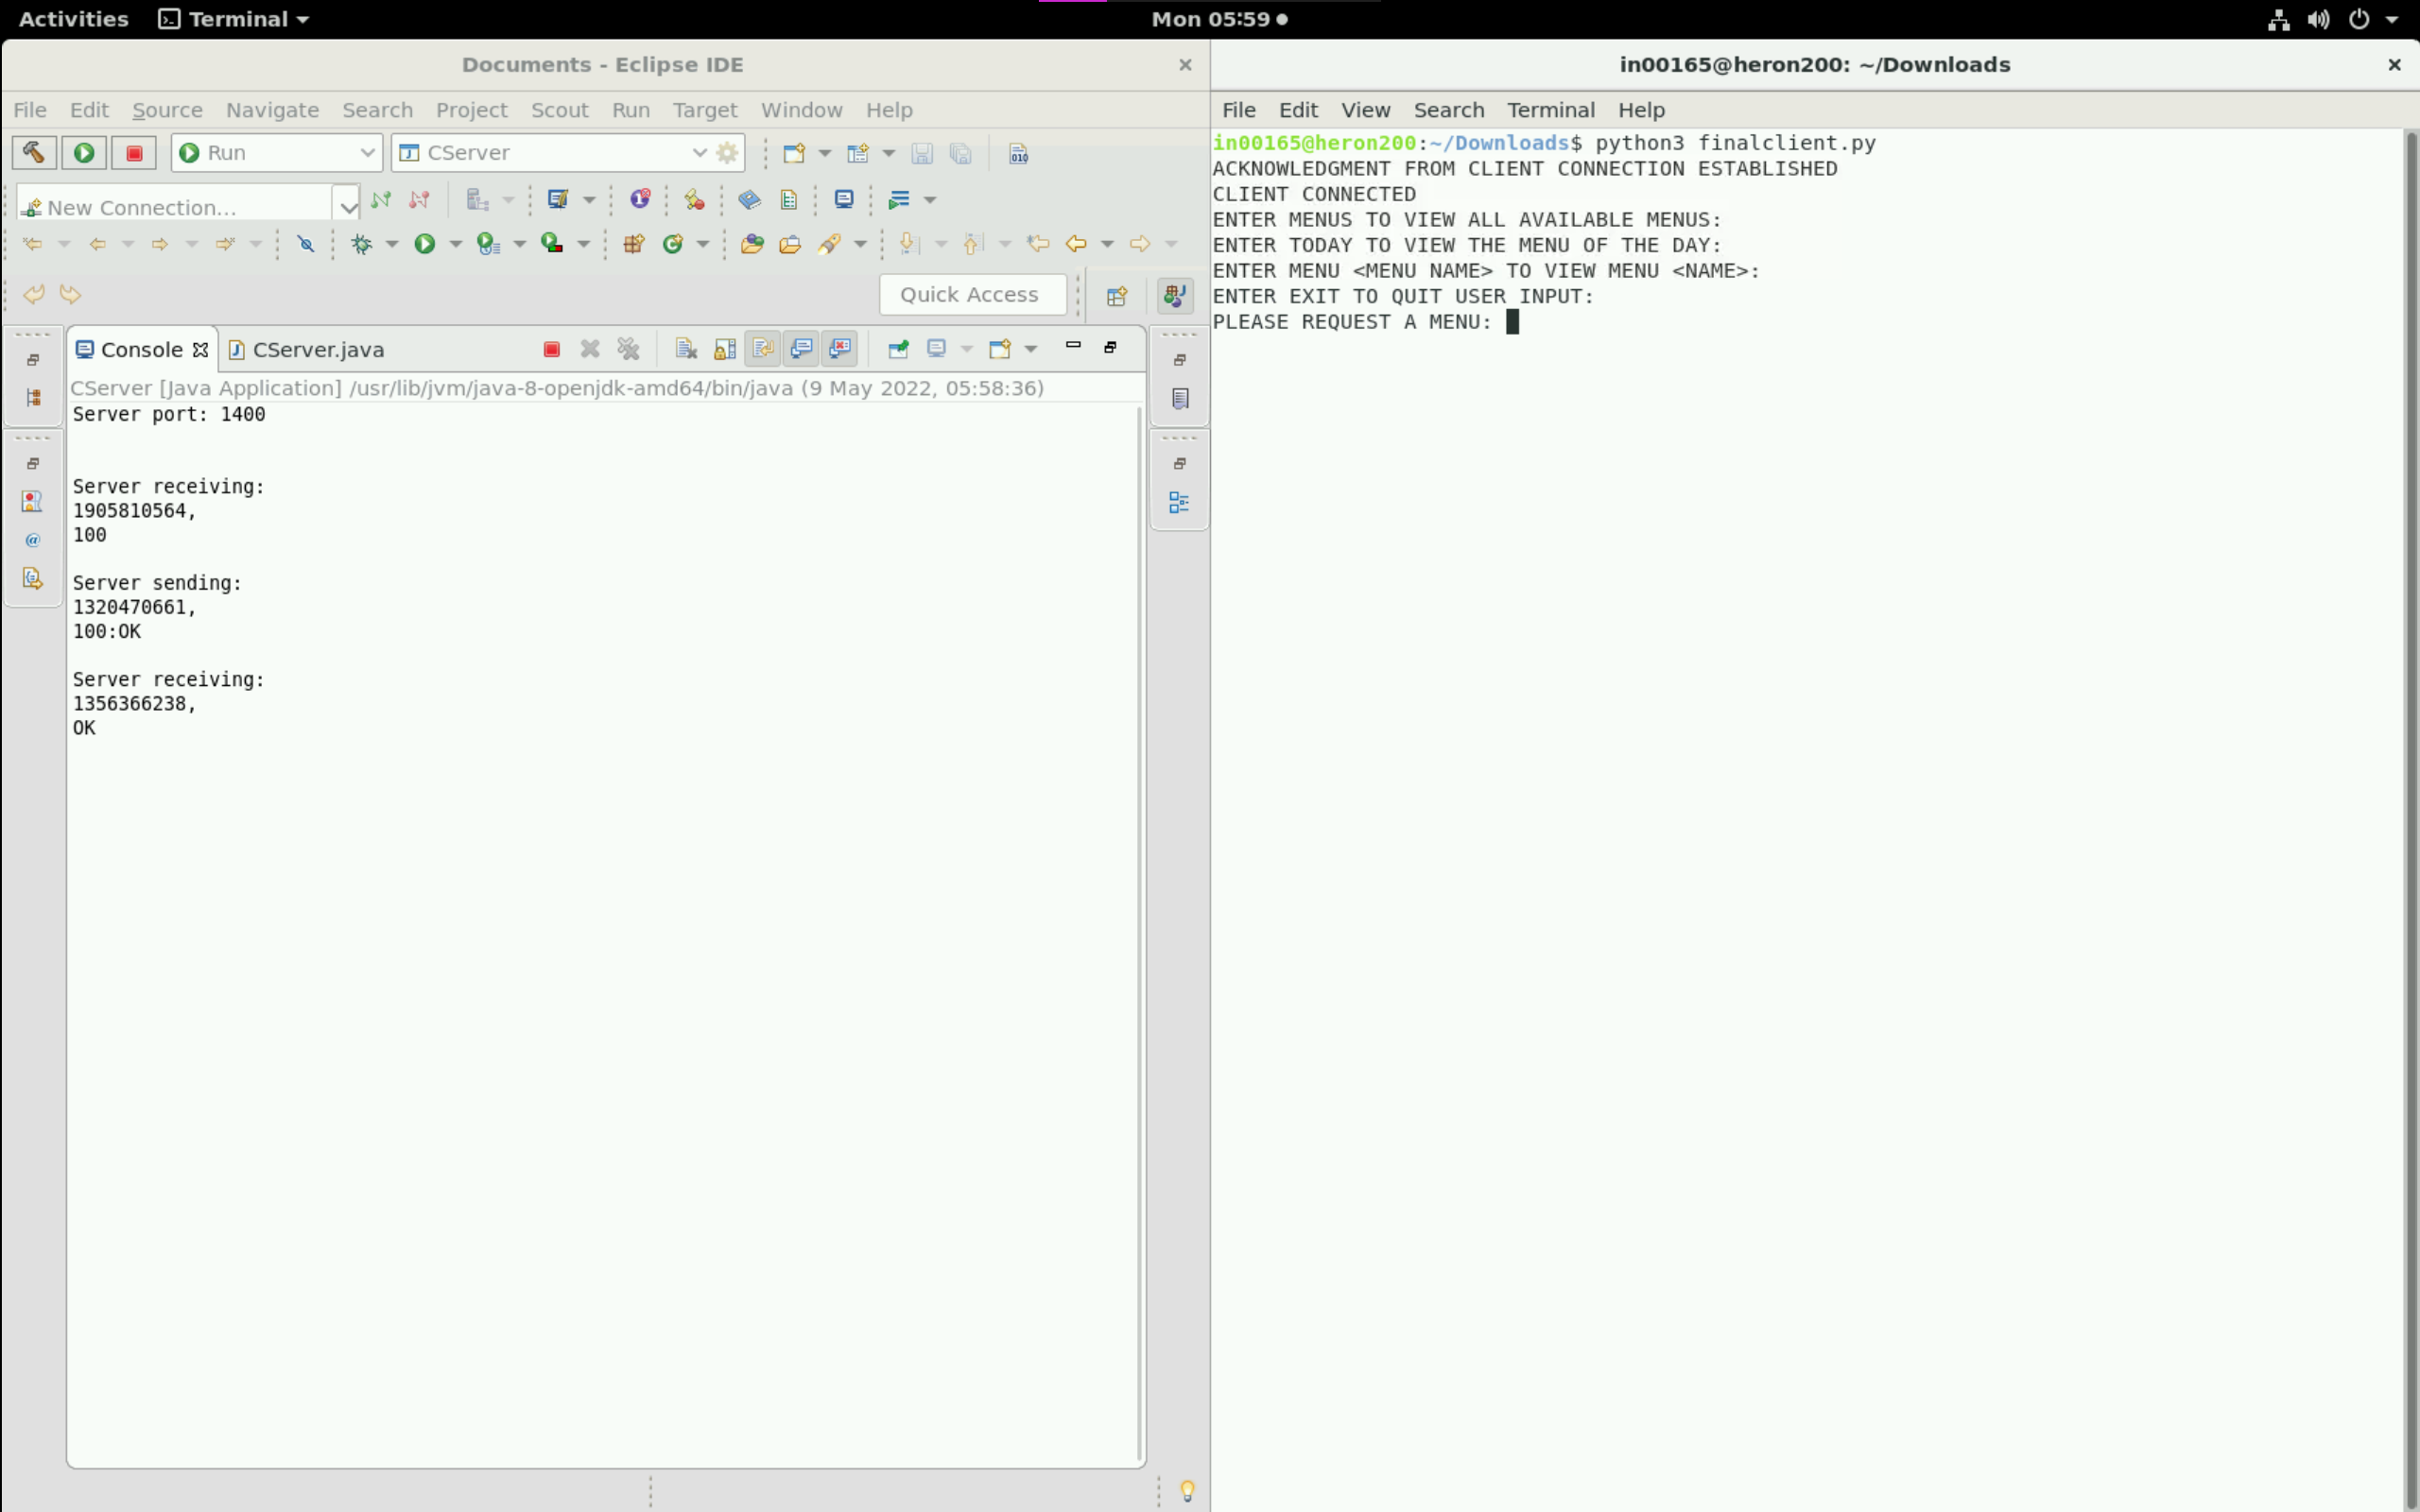 Activities Terminal Mon 05:59
Documents - Eclipse IDE
File Edit Source Navigate Search Project Scout Run Target Window Help
Run CServer
New Connection...
Quick Access
Console CServer.java
CServer [Java Application] /usr/lib/jvm/java-8-openjdk-amd64/bin/java (9 May 2022, 05:58:36)
Server port: 1400
Server receiving:
1905810564,
100
Server sending:
1320470661,
100:OK
Server receiving:
1356366238,
OK
in00165@heron200: ~/Downloads
File Edit View Search Terminal Help
in00165@heron200:~/Downloads$ python3 finalclient.py
ACKNOWLEDGMENT FROM CLIENT CONNECTION ESTABLISHED
CLIENT CONNECTED
ENTER MENUS TO VIEW ALL AVAILABLE MENUS:
ENTER TODAY TO VIEW THE MENU OF THE DAY:
ENTER MENU <MENU NAME> TO VIEW MENU <NAME>:
ENTER EXIT TO QUIT USER INPUT:
PLEASE REQUEST A MENU: